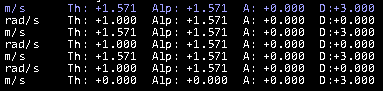 m/s Th: +1.571 Alp: +1.571 A: +0.000 D:+3.000
rad/s Th: +1.000 Alp: +1.571 A: +0.000 D:+0.000
m/s Th: +1.571 Alp: +1.571 A: +0.000 D:+3.000
rad/s Th: +1.000 Alp: +1.571 A: +0.000 D:+0.000
m/s Th: +1.571 Alp: +1.571 A: +0.000 D:+3.000
rad/s Th: +1.000 Alp: +1.571 A: +0.000 D:+0.000
m/s Th: +0.000 Alp: +0.000 A: +0.000 D:+3.000